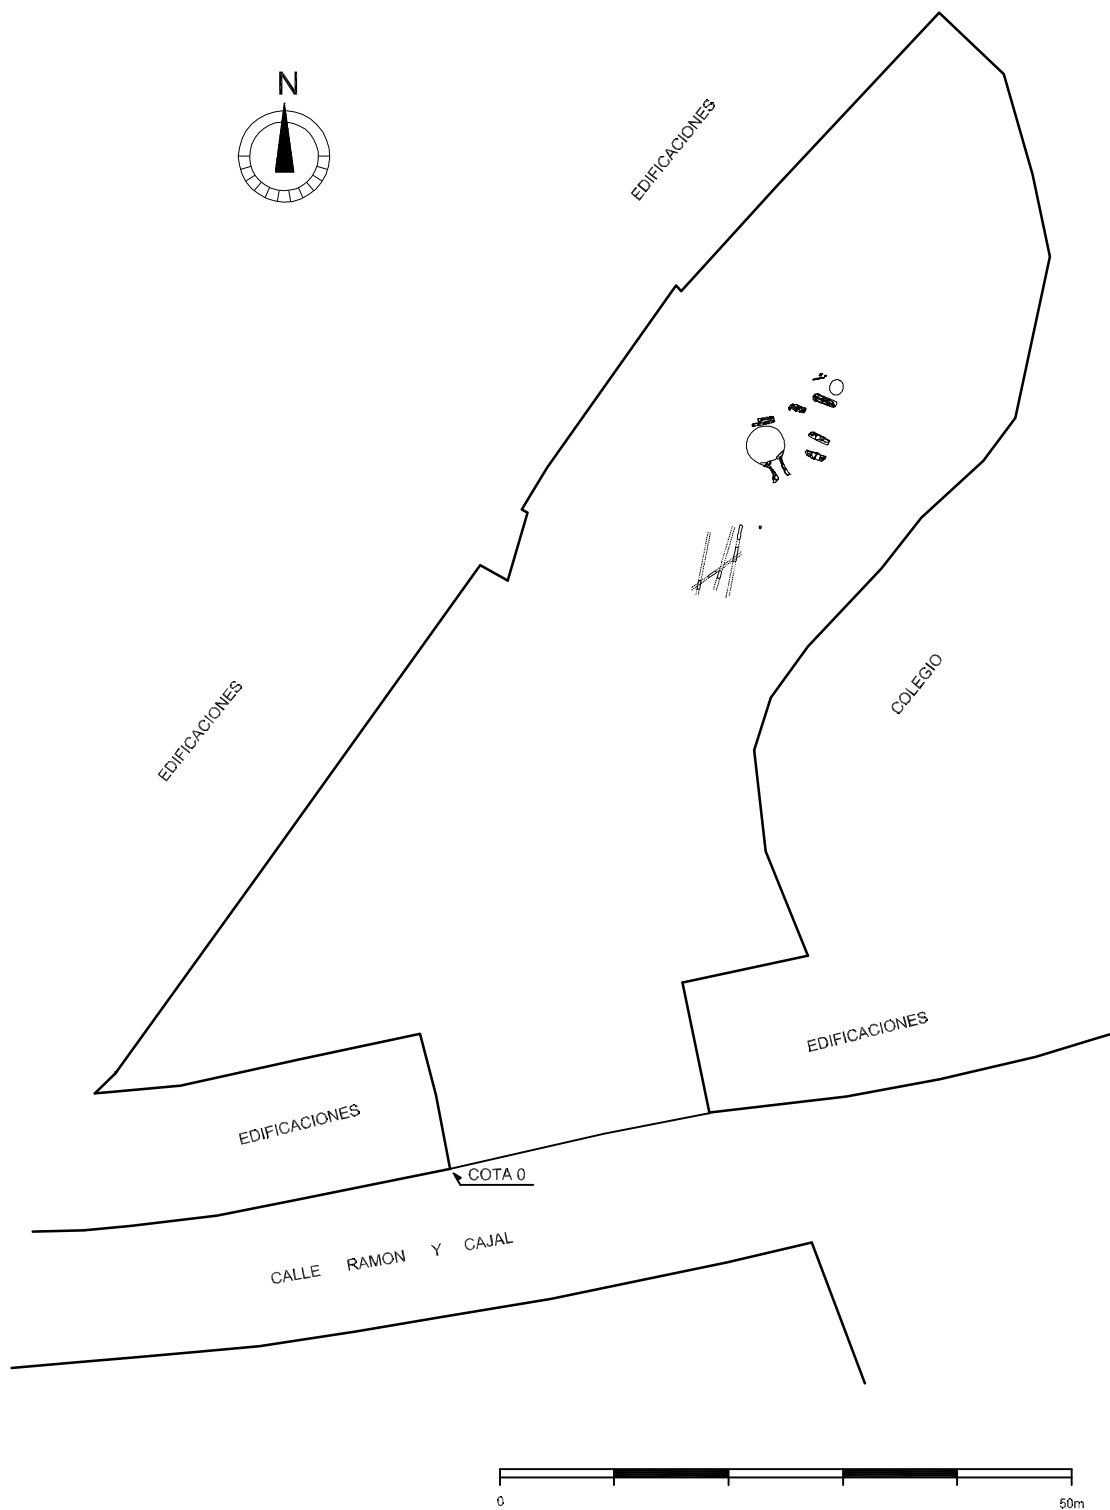 N
EDIFICACIONES
EDIFICACIONES
COLEGIO
EDIFICACIONES
EDIFICACIONES
COTA 0
CALLE RAMON Y CAJAL
0 50m